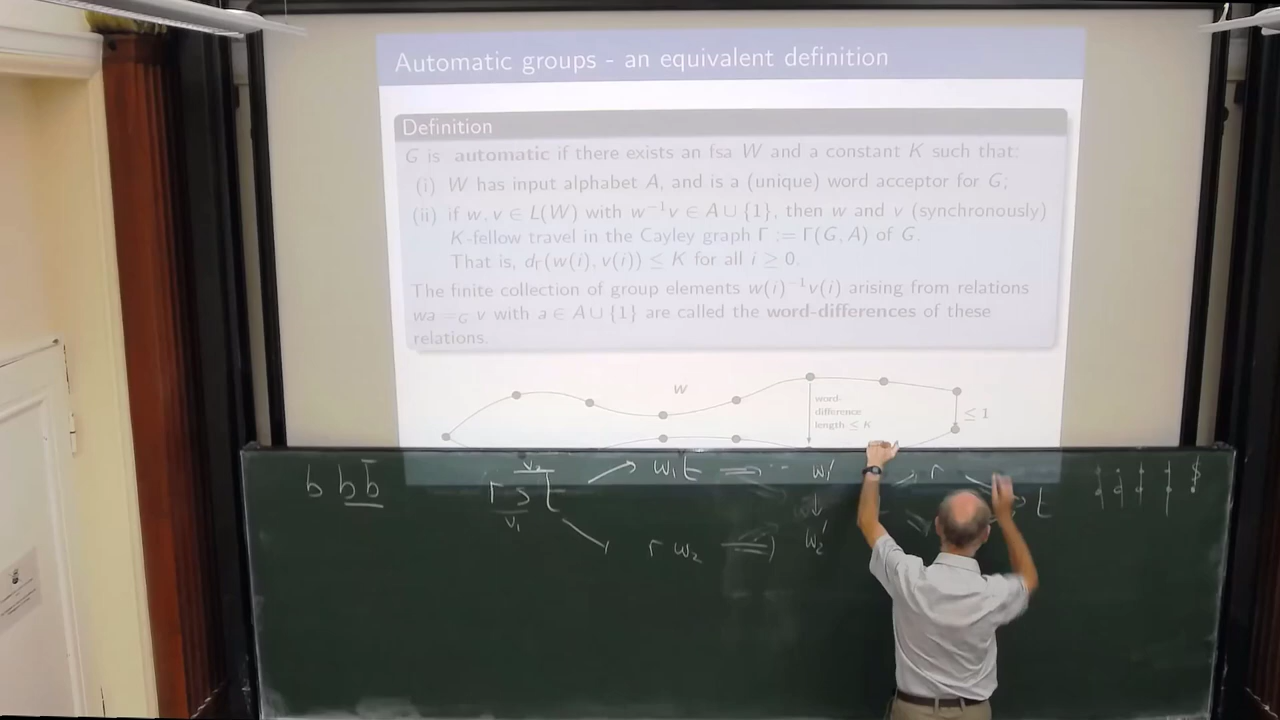 Automatic groups - an equivalent definition
Definition
G is automatic if there exists an fsa W and a constant K such that:
(i) W has input alphabet A, and is a (unique) word acceptor for G;
(ii) if w, v ∈ L(W) with w⁻¹v ∈ A ∪ {1}, then w and v (synchronously)
K-fellow travel in the Cayley graph Γ := Γ(G, A) of G.
That is, d_Γ(w(i), v(i)) ≤ K for all i ≥ 0.
The finite collection of group elements w(i)⁻¹v(i) arising from relations
wa =_G v with a ∈ A ∪ {1} are called the word-differences of these
relations.
w
word-
difference
length ≤ K
≤ 1
b b b̄
v₂
r s t
v₁
w₁t
r w₂
w₁'
w₂'
r
t
$